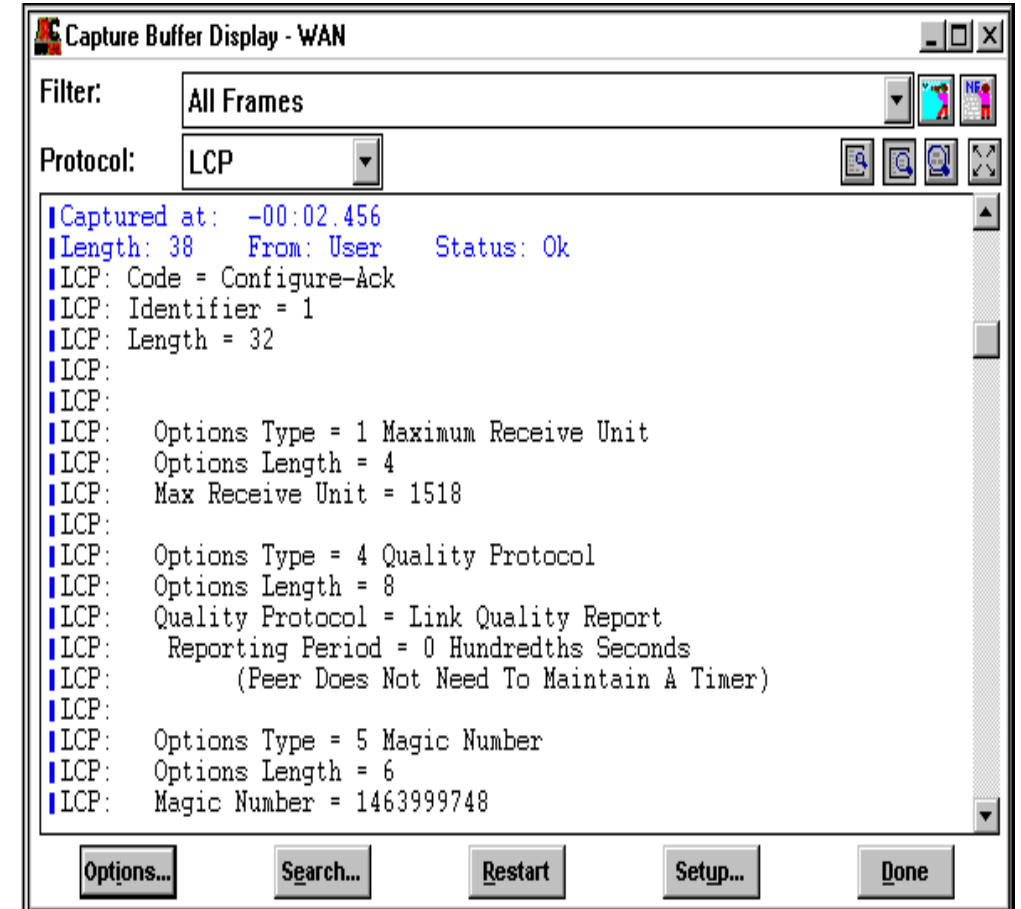 Capture Buffer Display - WAN
Filter:
All Frames
NF
Protocol:
LCP
Captured at:  -00:02.456
Length: 38    From: User    Status: Ok
LCP: Code = Configure-Ack
LCP: Identifier = 1
LCP: Length = 32
LCP:
LCP:
LCP:   Options Type = 1 Maximum Receive Unit
LCP:   Options Length = 4
LCP:   Max Receive Unit = 1518
LCP:
LCP:   Options Type = 4 Quality Protocol
LCP:   Options Length = 8
LCP:   Quality Protocol = Link Quality Report
LCP:    Reporting Period = 0 Hundredths Seconds
LCP:         (Peer Does Not Need To Maintain A Timer)
LCP:
LCP:   Options Type = 5 Magic Number
LCP:   Options Length = 6
LCP:   Magic Number = 1463999748
Options...
Search...
Restart
Setup...
Done